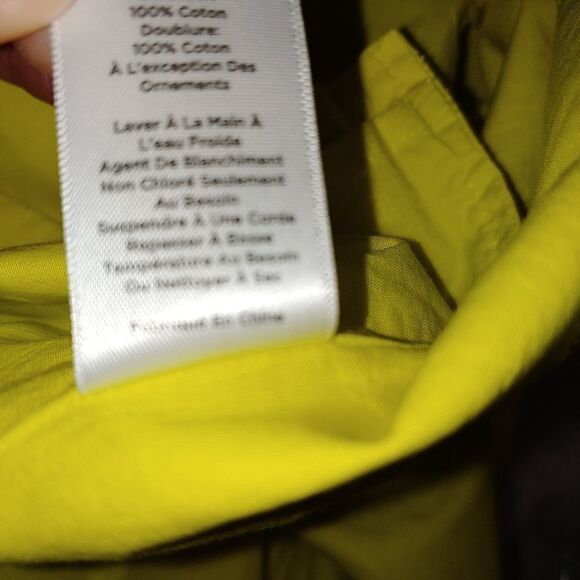 100% Coton
Doublure:
100% Coton
À L'exception Des
Ornements
Laver À La Main À
L'eau Froide
Agent De Blanchiment
Non Chloré Seulement
Au Besoin
Suspendre À Une Corde
Repasser À Basse
Température Au Besoin
Ou Nettoyer À Sec
Fabriqué En Chine